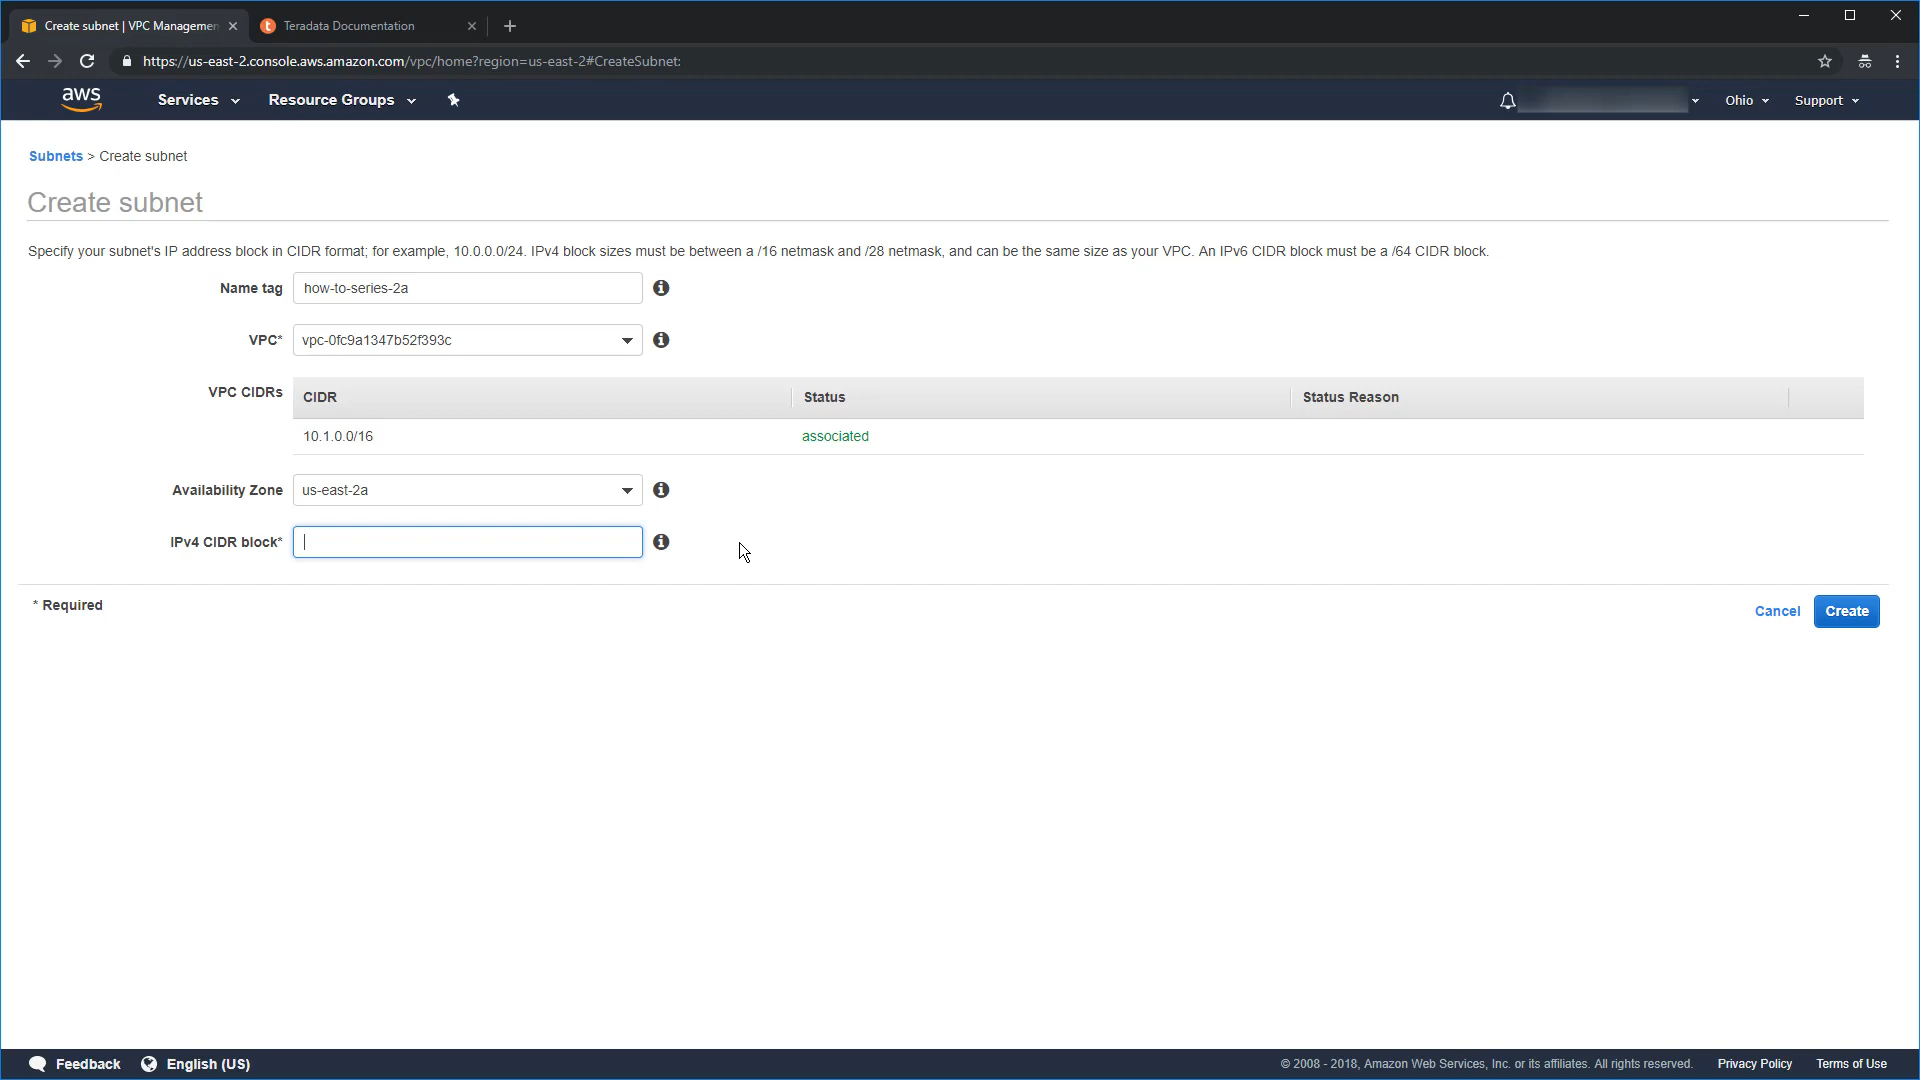 Create subnet | VPC Managemen
Teradata Documentation
https://us-east-2.console.aws.amazon.com/vpc/home?region=us-east-2#CreateSubnet:
aws Services Resource Groups Ohio Support
Subnets > Create subnet
Create subnet
Specify your subnet's IP address block in CIDR format; for example, 10.0.0.0/24. IPv4 block sizes must be between a /16 netmask and /28 netmask, and can be the same size as your VPC. An IPv6 CIDR block must be a /64 CIDR block.
Name tag how-to-series-2a
VPC* vpc-0fc9a1347b52f393c
VPC CIDRs CIDR Status Status Reason
10.1.0.0/16 associated
Availability Zone us-east-2a
IPv4 CIDR block*
* Required
Cancel Create
Feedback English (US) © 2008 - 2018, Amazon Web Services, Inc. or its affiliates. All rights reserved. Privacy Policy Terms of Use